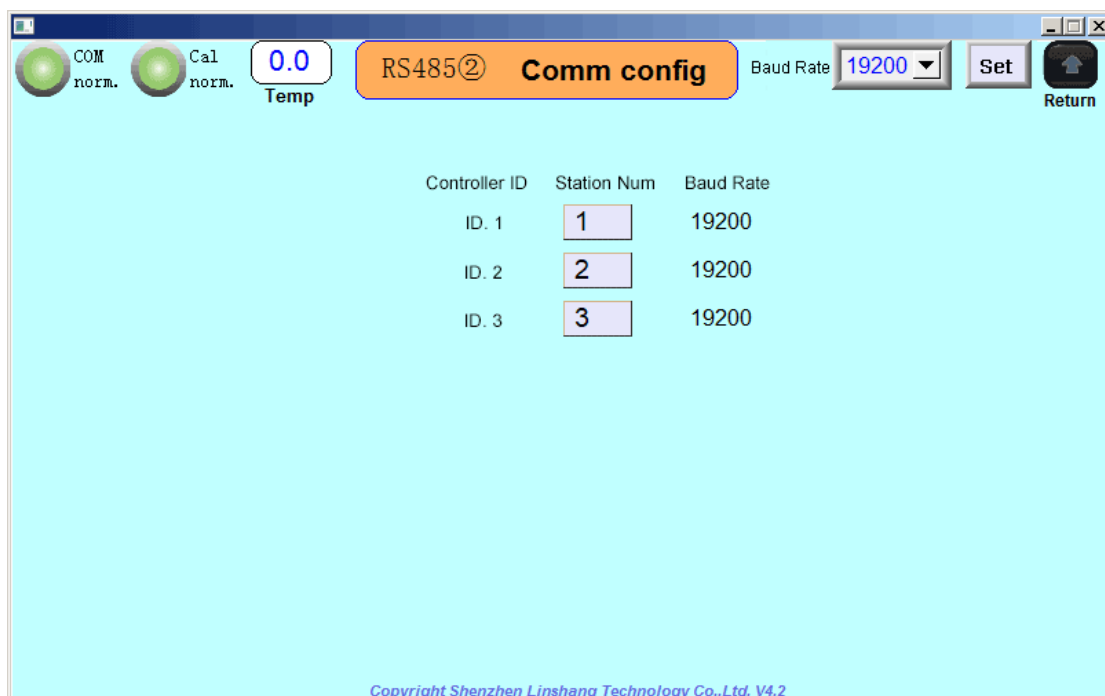 COM norm.
Cal norm.
0.0
Temp
RS485② Comm config
Baud Rate 19200
Set
Return
Controller ID Station Num Baud Rate
ID. 1 1 19200
ID. 2 2 19200
ID. 3 3 19200
Copyright Shenzhen Linshang Technology Co.,Ltd. V4.2